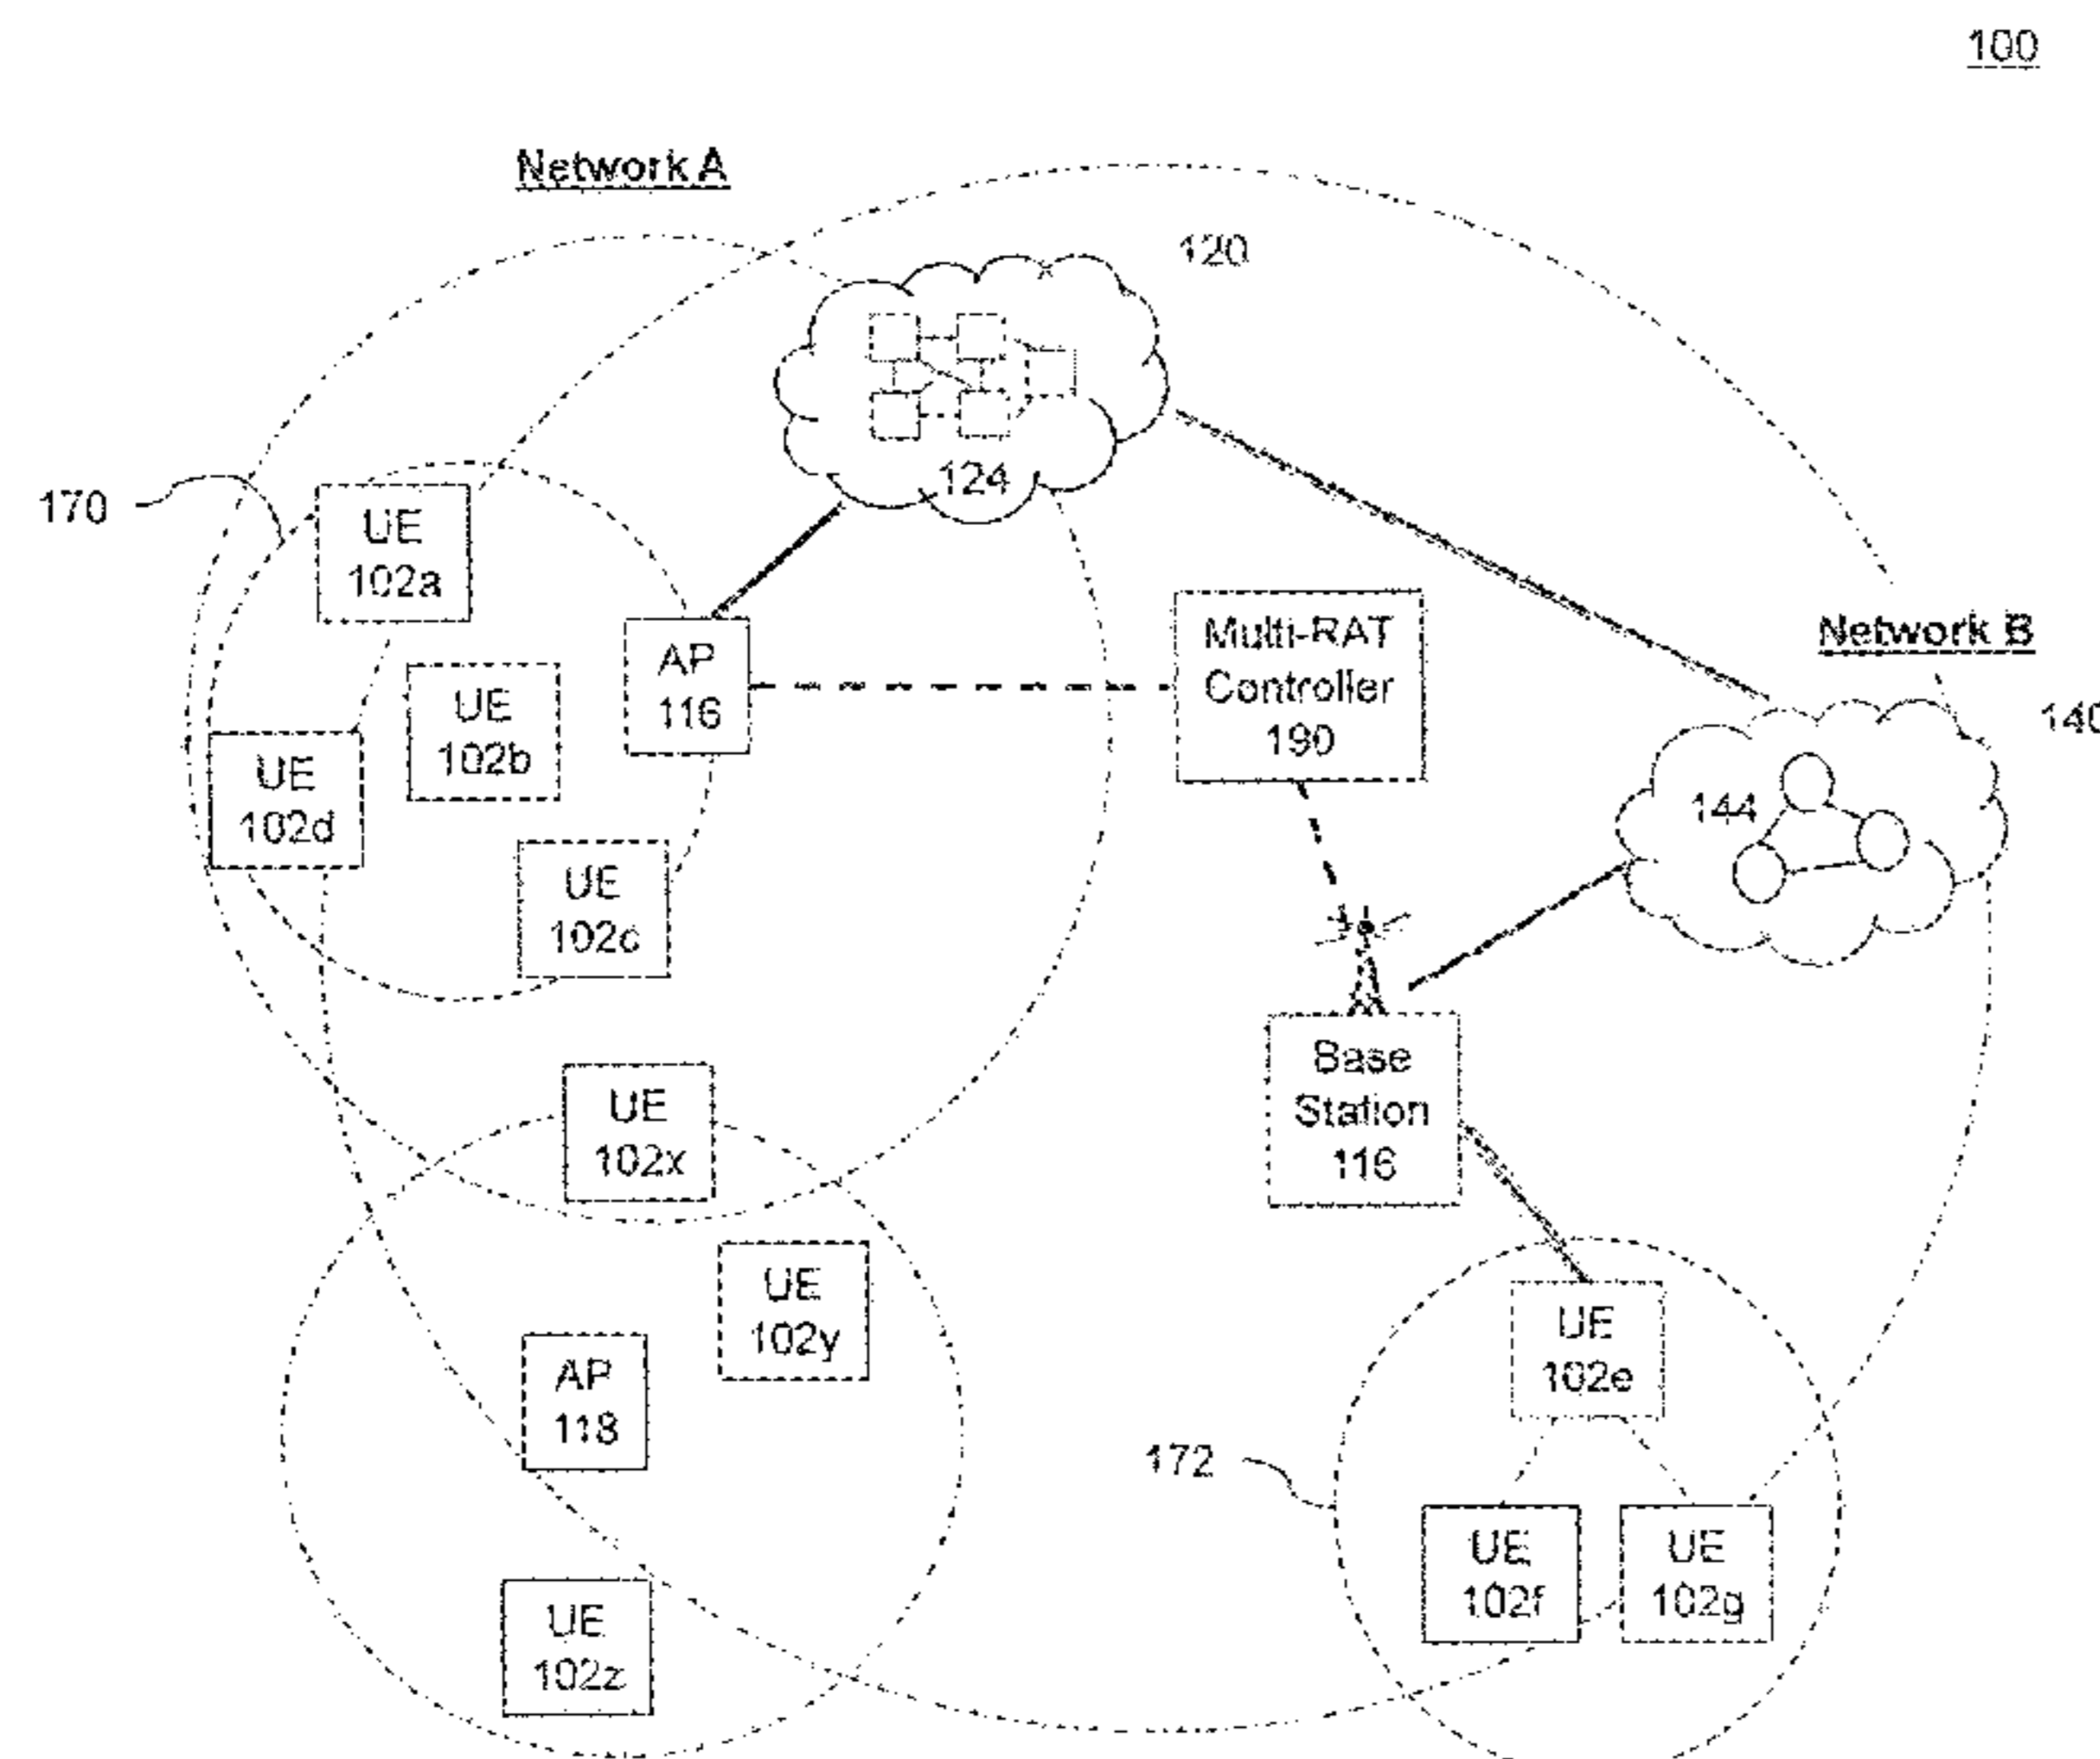 100
Network A
120
124
170
UE
102a
AP
116
Multi-RAT
Controller
190
Network B
140
UE
102b
UE
102d
144
UE
102c
Base
Station
116
UE
102x
UE
102y
UE
102e
AP
118
172
UE
102f
UE
102g
UE
102z